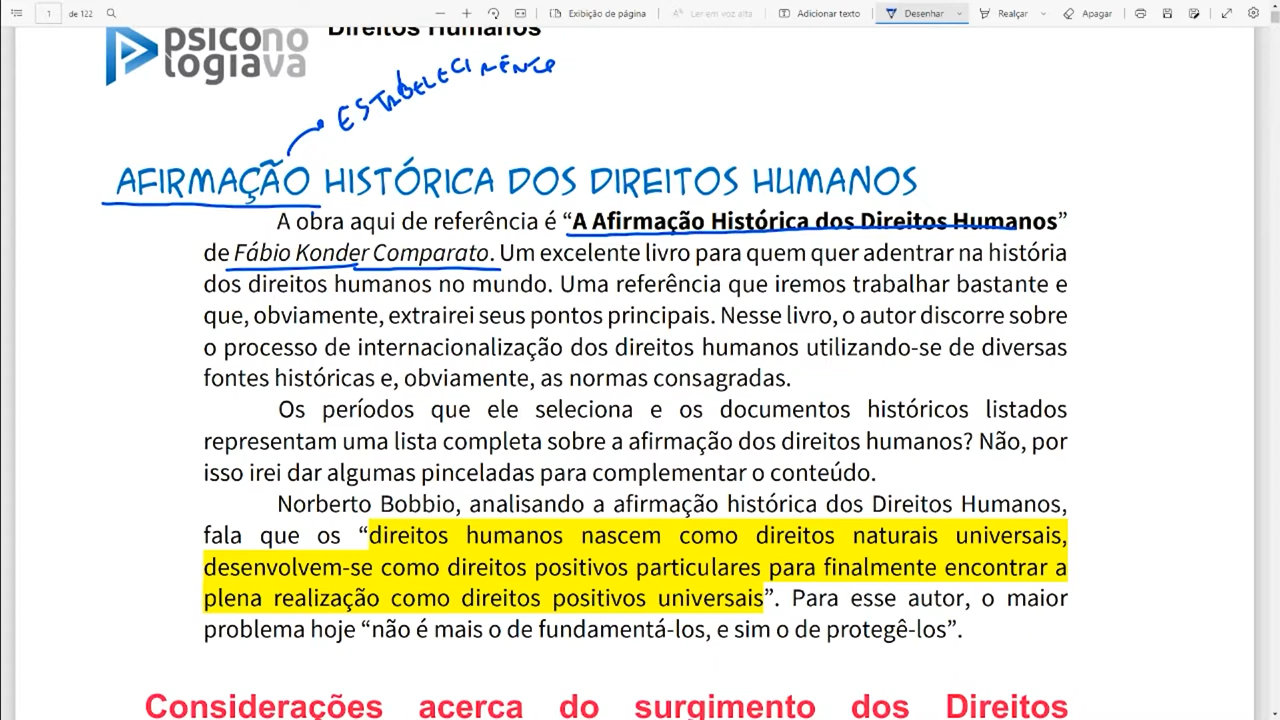 1 de 122 Exibição de página Ler em voz alta Adicionar texto Desenhar Realçar Apagar
psicono
logiava
Direitos Humanos
AFIRMAÇÃO HISTÓRICA DOS DIREITOS HUMANOS
A obra aqui de referência é “A Afirmação Histórica dos Direitos Humanos”
de Fábio Konder Comparato. Um excelente livro para quem quer adentrar na história
dos direitos humanos no mundo. Uma referência que iremos trabalhar bastante e
que, obviamente, extrairei seus pontos principais. Nesse livro, o autor discorre sobre
o processo de internacionalização dos direitos humanos utilizando-se de diversas
fontes históricas e, obviamente, as normas consagradas.
Os períodos que ele seleciona e os documentos históricos listados
representam uma lista completa sobre a afirmação dos direitos humanos? Não, por
isso irei dar algumas pinceladas para complementar o conteúdo.
Norberto Bobbio, analisando a afirmação histórica dos Direitos Humanos,
fala que os “direitos humanos nascem como direitos naturais universais,
desenvolvem-se como direitos positivos particulares para finalmente encontrar a
plena realização como direitos positivos universais”. Para esse autor, o maior
problema hoje “não é mais o de fundamentá-los, e sim o de protegê-los”.
Considerações acerca do surgimento dos Direitos